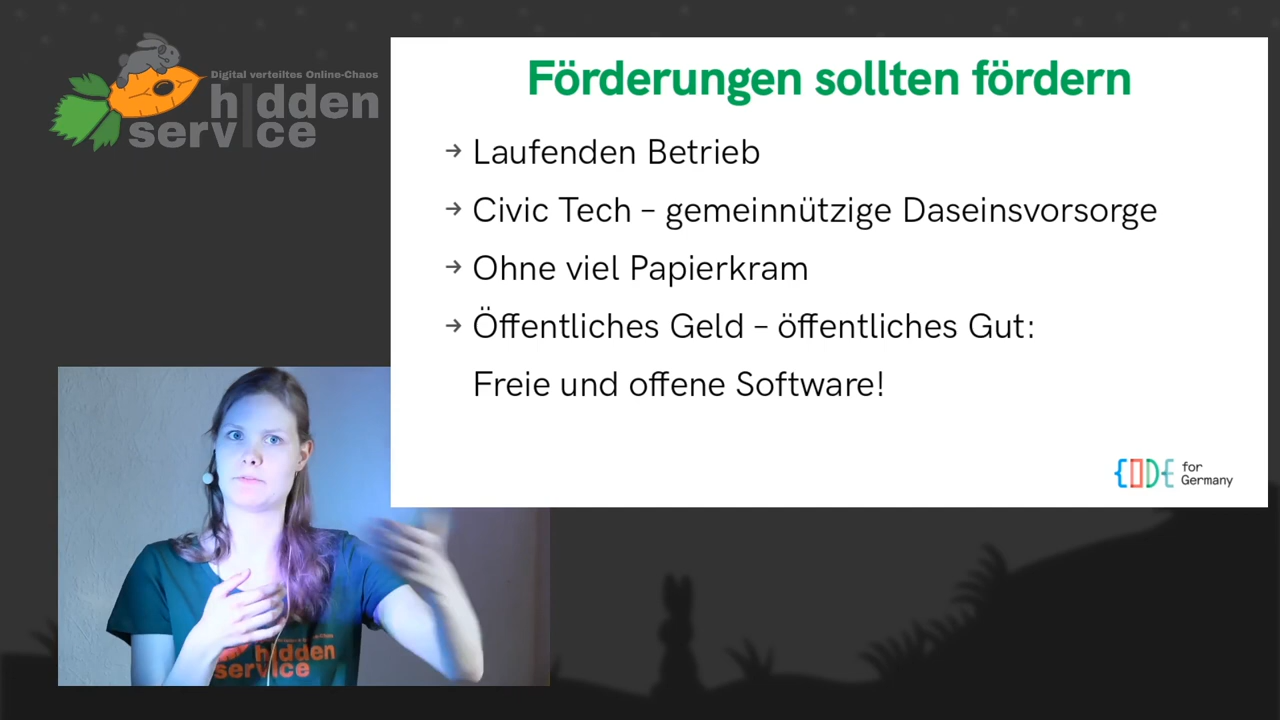 Digital verteiltes Online-Chaos
hidden
service
Förderungen sollten fördern
→ Laufenden Betrieb
→ Civic Tech – gemeinnützige Daseinsvorsorge
→ Ohne viel Papierkram
→ Öffentliches Geld – öffentliches Gut:
Freie und offene Software!
CODE for
Germany
hidden
service